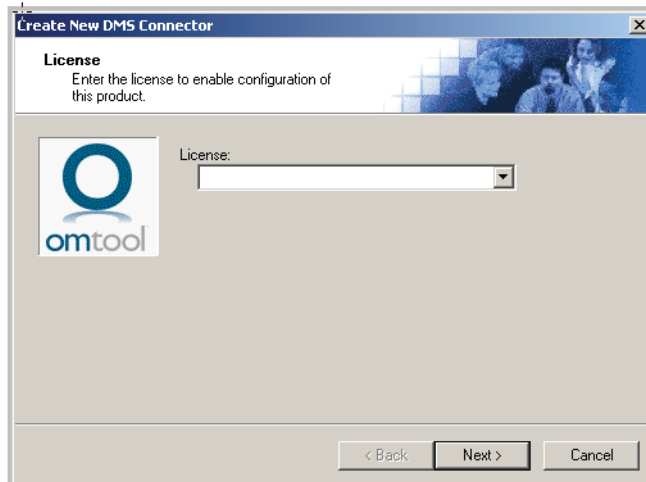 Create New DMS Connector
License
Enter the license to enable configuration of
this product.
License:
omtool
< Back
Next >
Cancel